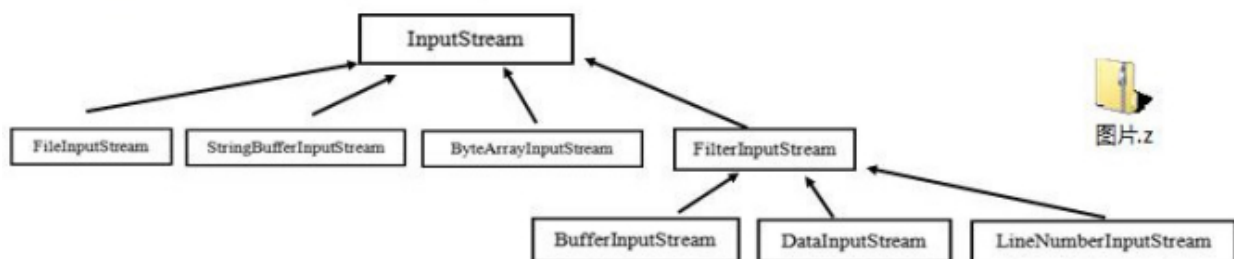 InputStream
FileInputStream
StringBufferInputStream
ByteArrayInputStream
FilterInputStream
图片.z
BufferInputStream
DataInputStream
LineNumberInputStream